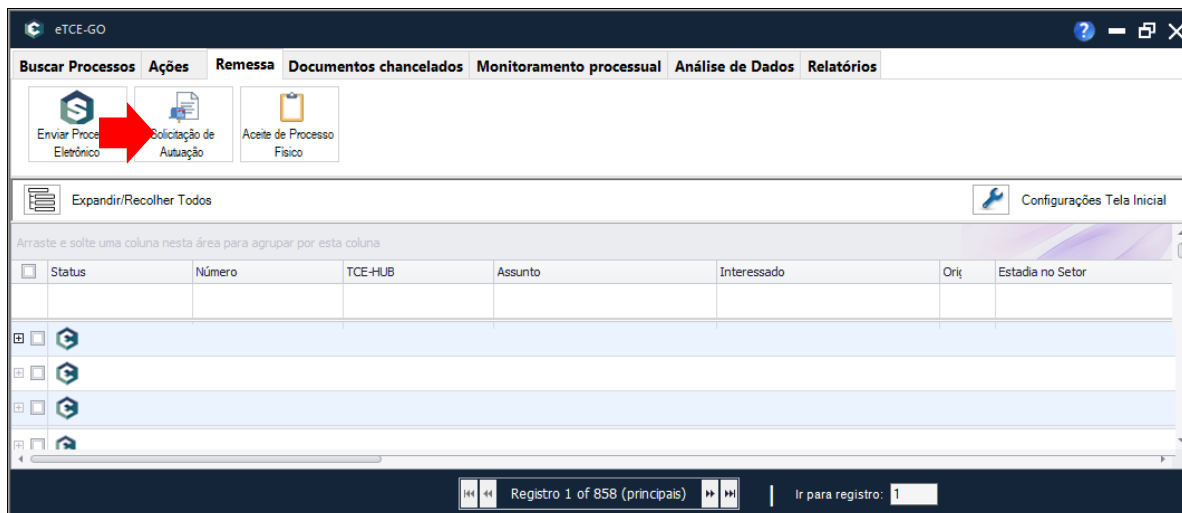 eTCE-GO
Buscar Processos Ações Remessa Documentos chancelados Monitoramento processual Análise de Dados Relatórios
Enviar Proce
Eletrônico
Solicitação de
Autuação
Aceite de Processo
Físico
Expandir/Recolher Todos
Configurações Tela Inicial
Arraste e solte uma coluna nesta área para agrupar por esta coluna
Status Número TCE-HUB Assunto Interessado Orig Estadia no Setor
Registro 1 of 858 (principais)
Ir para registro: 1